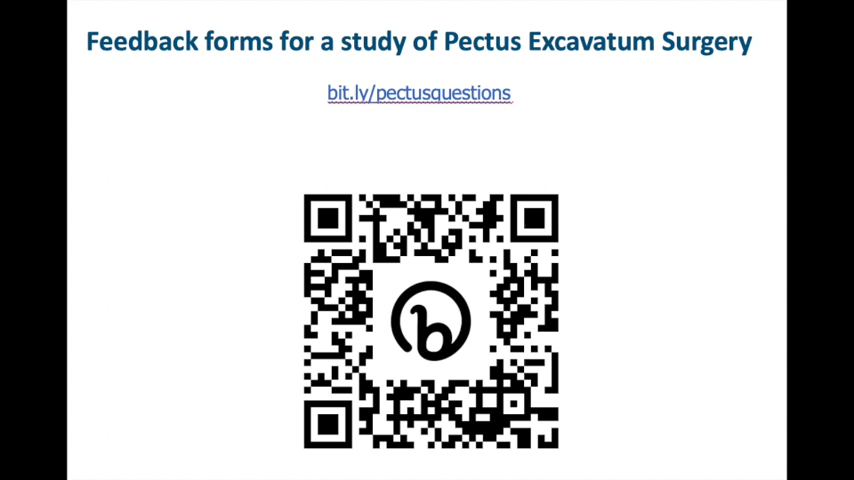 Feedback forms for a study of Pectus Excavatum Surgery
bit.ly/pectusquestions